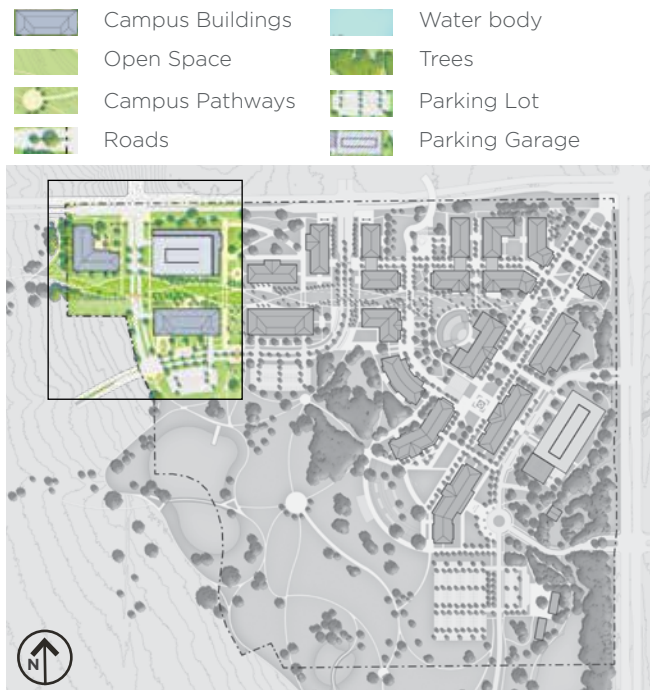 Campus Buildings
Water body
Open Space
Trees
Campus Pathways
Parking Lot
Roads
Parking Garage
N